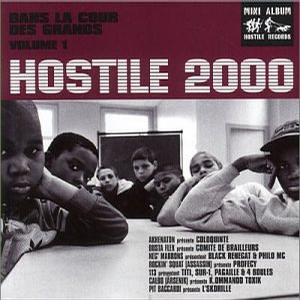 DANS LA COUR
DES GRANDS
VOLUME 1
MINI ALBUM
HOSTILE RECORDS
HOSTILE 2000
AKHENATON présente COLOQUINTE
BUSTA FLEX présente COMITE DE BRAILLEURS
NEG' MARRONS présentent BLACK RENEGAT & PHILO MC
ROCKIN' SQUAT [ASSASSIN] présente PROFECY
113 présentent TITI, SUR-1, PAGAILLE & 4 BOULES
CALBO [ARSENIK] présente K.OMMANDO TOXIK
PIT BACCARDI présente L'SKDRILLE